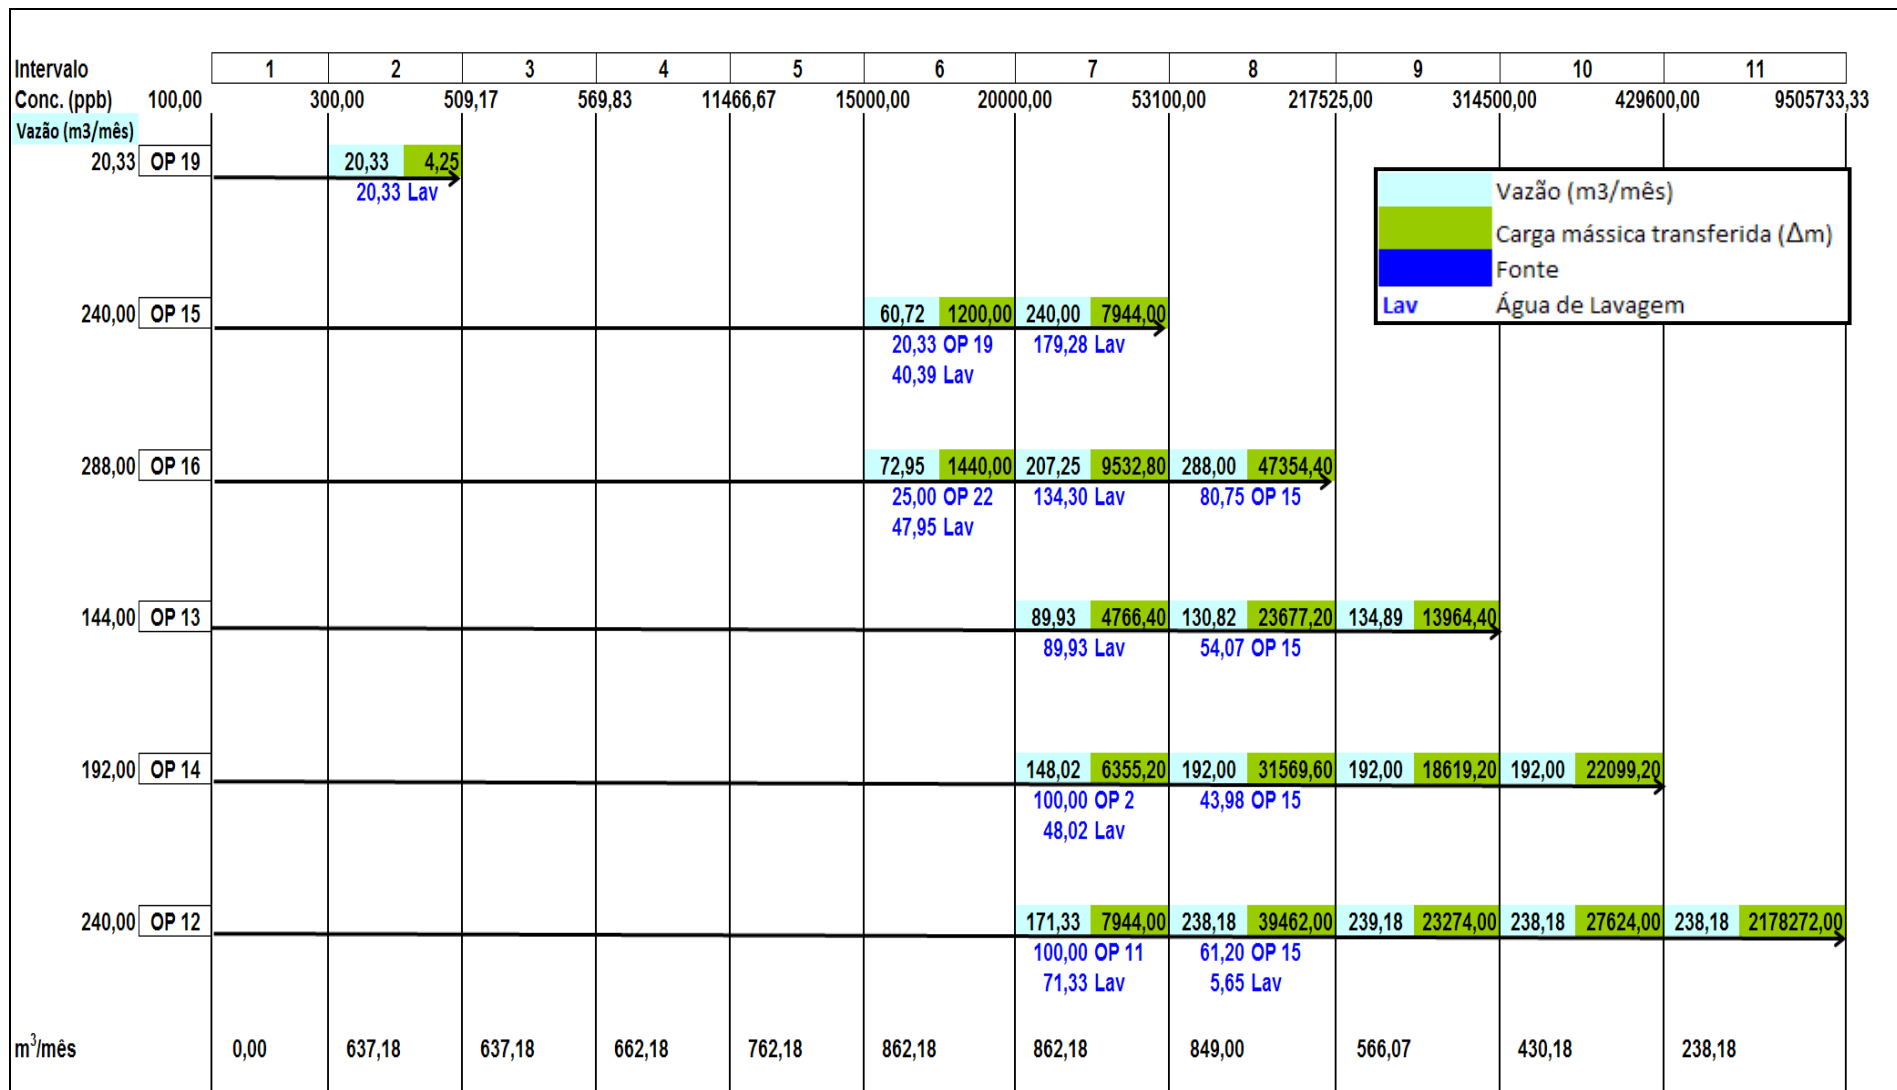 Intervalo 1 2 3 4 5 6 7 8 9 10 11
Conc. (ppb) 100,00 300,00 509,17 569,83 11466,67 15000,00 20000,00 53100,00 217525,00 314500,00 429600,00 9505733,33
Vazão (m3/mês)
20,33 OP 19 20,33 4,25
20,33 Lav
Vazão (m3/mês)
Carga mássica transferida (Δm)
Fonte
Lav Água de Lavagem
240,00 OP 15 60,72 1200,00 240,00 7944,00
20,33 OP 19 179,28 Lav
40,39 Lav
288,00 OP 16 72,95 1440,00 207,25 9532,80 288,00 47354,40
25,00 OP 22 134,30 Lav 80,75 OP 15
47,95 Lav
144,00 OP 13 89,93 4766,40 130,82 23677,20 134,89 13964,40
89,93 Lav 54,07 OP 15
192,00 OP 14 148,02 6355,20 192,00 31569,60 192,00 18619,20 192,00 22099,20
100,00 OP 2 43,98 OP 15
48,02 Lav
240,00 OP 12 171,33 7944,00 238,18 39462,00 239,18 23274,00 238,18 27624,00 238,18 2178272,00
100,00 OP 11 61,20 OP 15
71,33 Lav 5,65 Lav
m³/mês 0,00 637,18 637,18 662,18 762,18 862,18 862,18 849,00 566,07 430,18 238,18